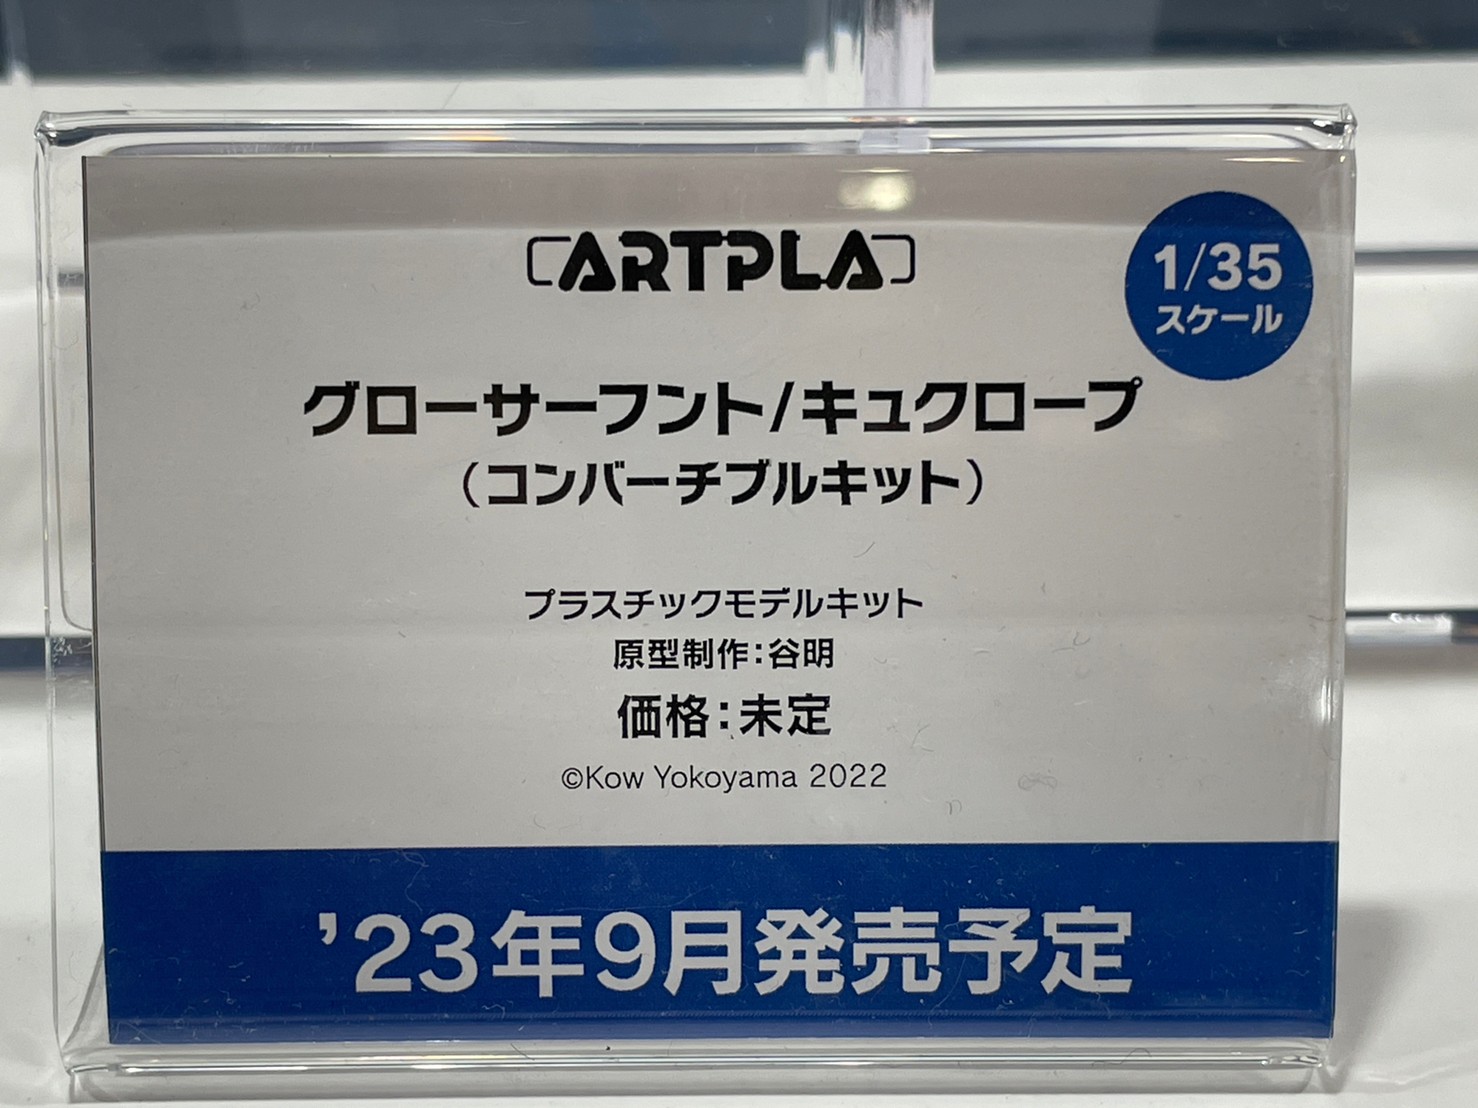 ARTPLA
1/35
スケール
グローサーフント/キュクロープ
(コンバーチブルキット)
プラスチックモデルキット
原型制作:谷明
価格:未定
©Kow Yokoyama 2022
'23年9月発売予定